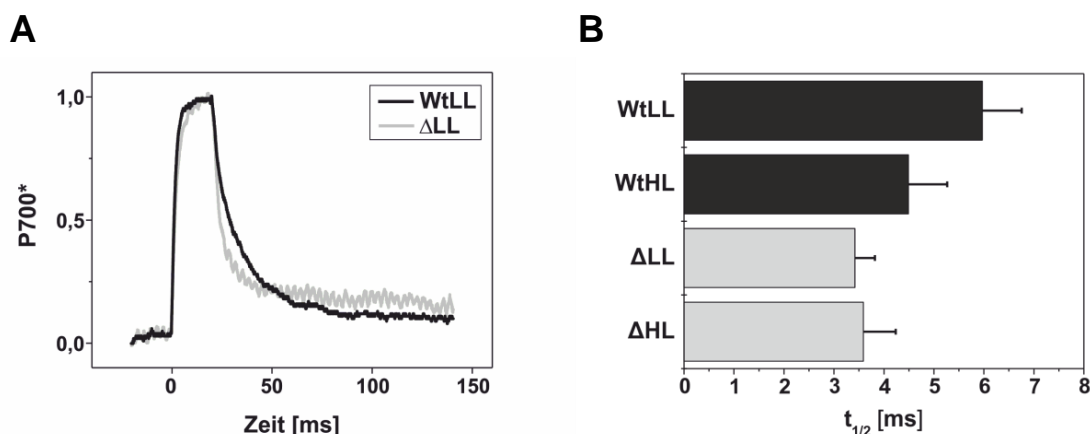 A
1,0
0,5
0,0
P700*
WtLL
ΔLL
0 50 100 150
Zeit [ms]
B
WtLL
WtHL
ΔLL
ΔHL
0 1 2 3 4 5 6 7 8
t1/2 [ms]